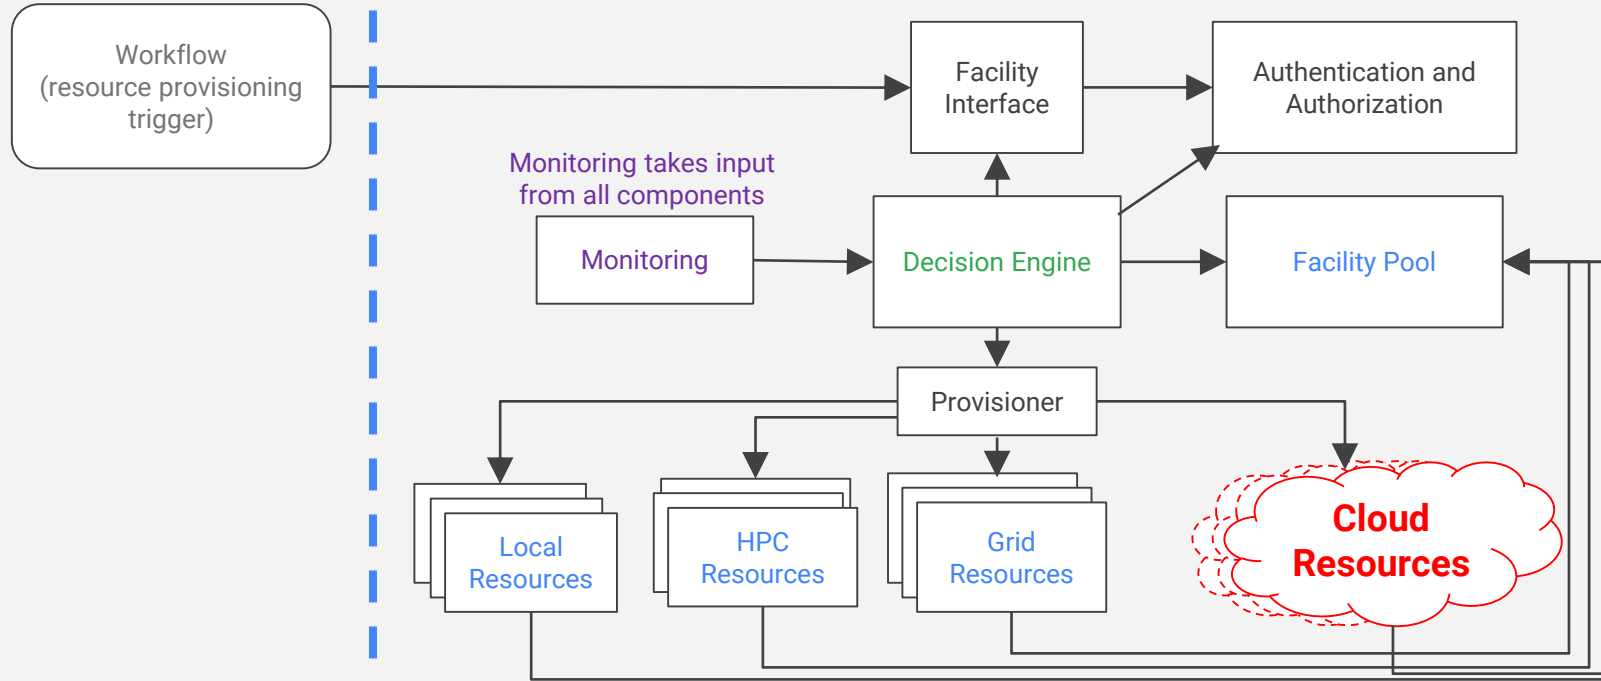 Workflow
(resource provisioning
trigger)
Facility
Interface
Authentication and
Authorization
Monitoring takes input
from all components
Monitoring
Decision Engine
Facility Pool
Provisioner
Local
Resources
HPC
Resources
Grid
Resources
Cloud
Resources